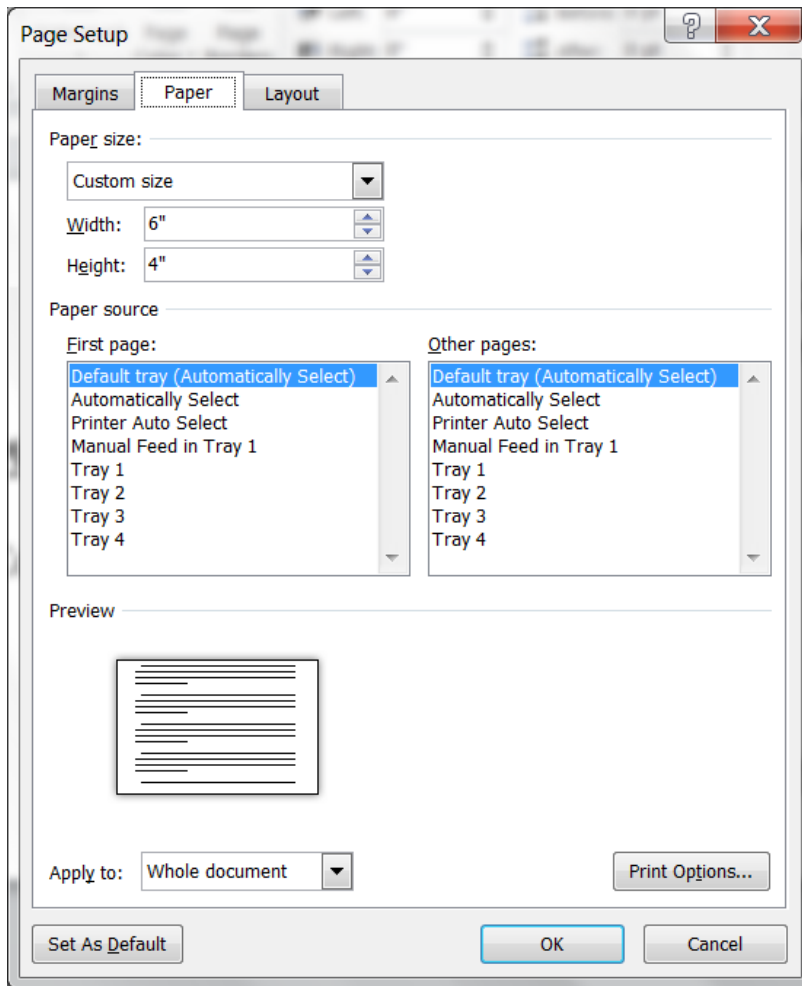 Page Setup
Margins
Paper
Layout
Paper size:
Custom size
Width: 6"
Height: 4"
Paper source
First page:
Default tray (Automatically Select)
Automatically Select
Printer Auto Select
Manual Feed in Tray 1
Tray 1
Tray 2
Tray 3
Tray 4
Other pages:
Default tray (Automatically Select)
Automatically Select
Printer Auto Select
Manual Feed in Tray 1
Tray 1
Tray 2
Tray 3
Tray 4
Preview
Apply to: Whole document
Print Options...
Set As Default
OK
Cancel